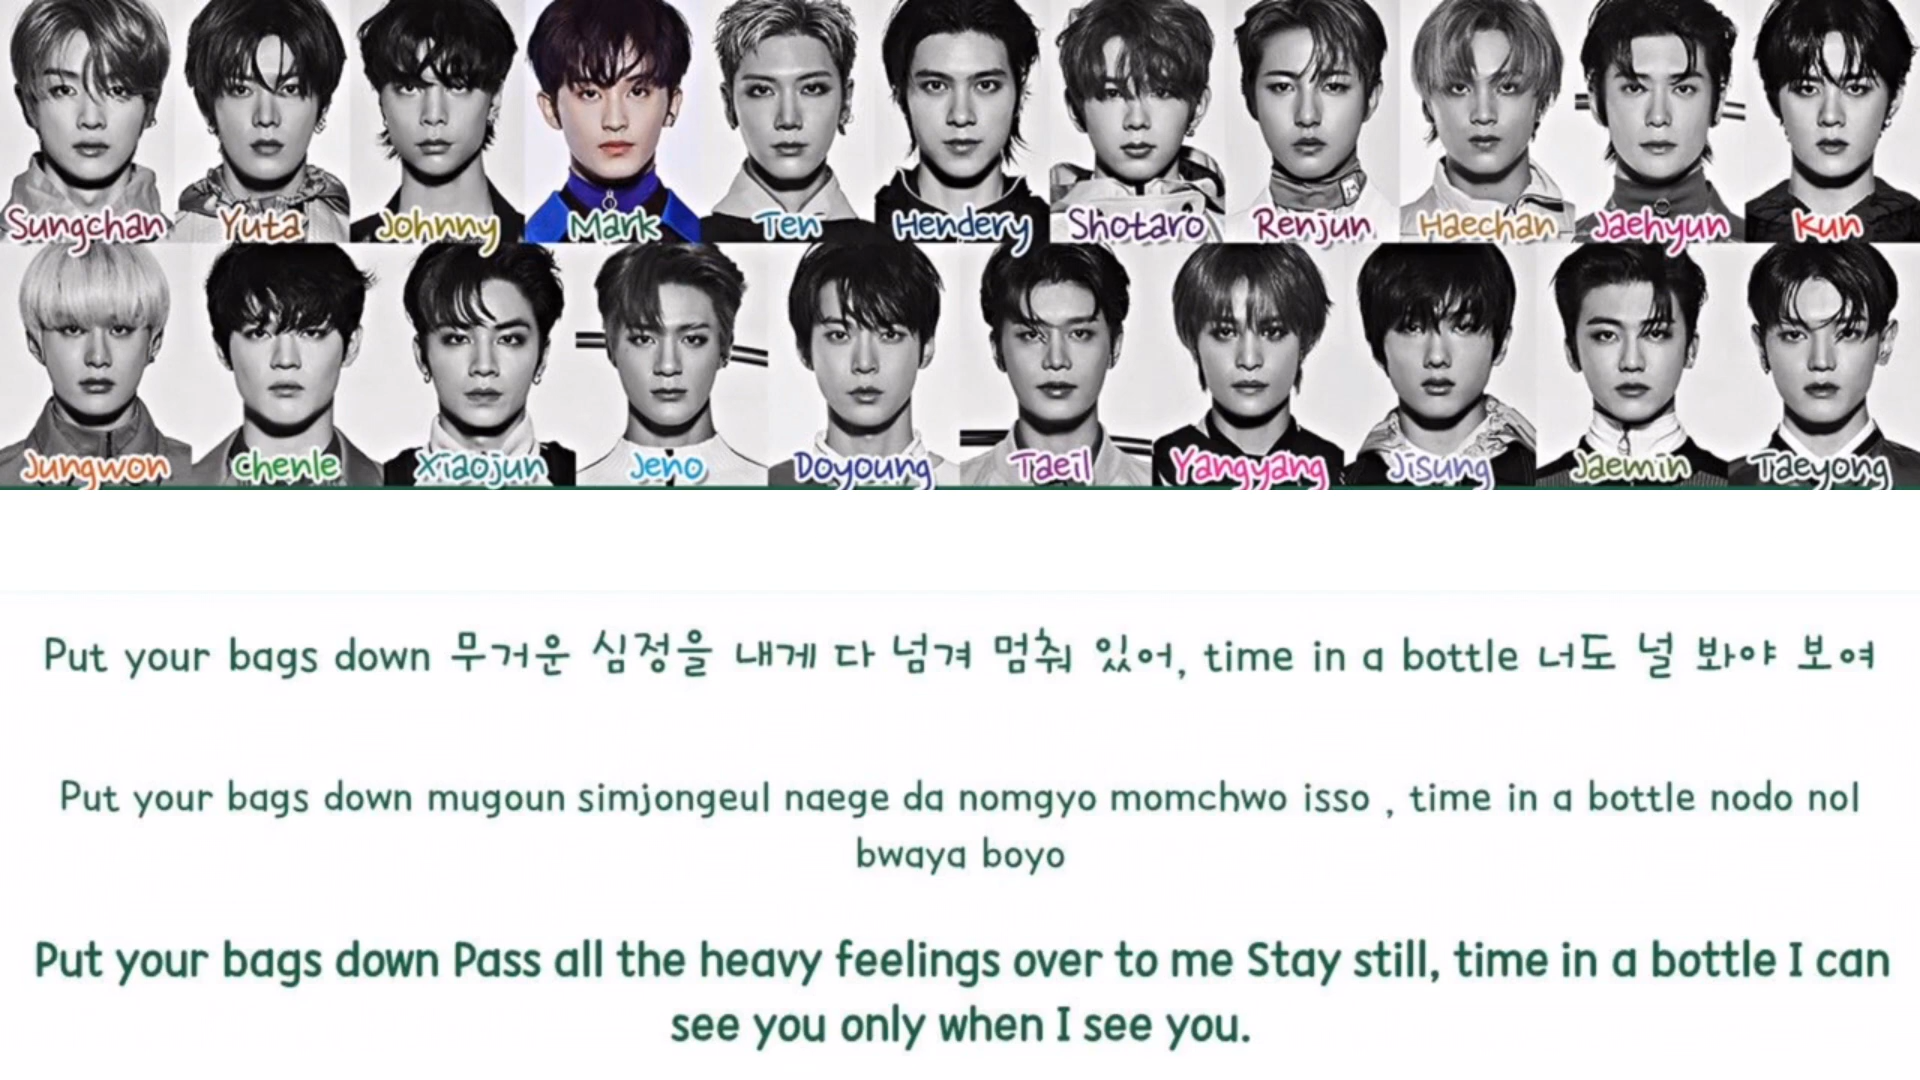 Sungchan Yuta Johnny Mark Ten Hendery Shotaro Renjun Haechan Jaehyun Kun
Jungwon Chenle Xiaojun Jeno Doyoung Taeil Yangyang Jisung Jaemin Taeyong
Put your bags down 무거운 심정을 내게 다 넘겨 멈춰 있어, time in a bottle 너도 널 봐야 보여
Put your bags down mugoun simjongeul naege da nomgyo momchwo isso , time in a bottle nodo nol
bwaya boyo
Put your bags down Pass all the heavy feelings over to me Stay still, time in a bottle I can
see you only when I see you.